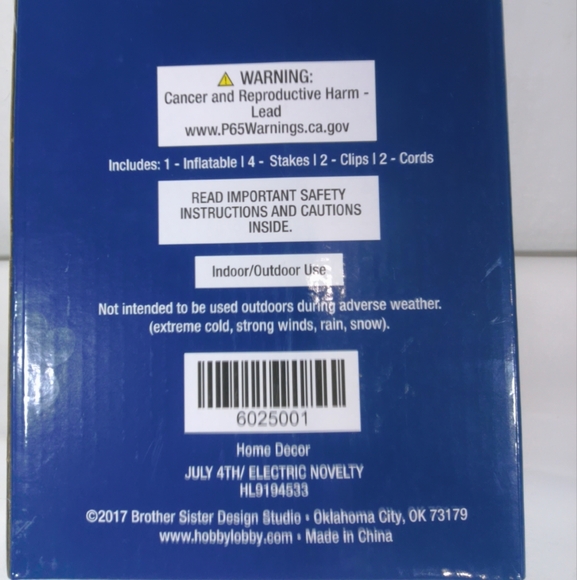 WARNING:
Cancer and Reproductive Harm -
Lead
www.P65Warnings.ca.gov
Includes: 1 - Inflatable | 4 - Stakes | 2 - Clips | 2 - Cords
READ IMPORTANT SAFETY
INSTRUCTIONS AND CAUTIONS
INSIDE.
Indoor/Outdoor Use
Not intended to be used outdoors during adverse weather.
(extreme cold, strong winds, rain, snow).
6025001
Home Decor
JULY 4TH/ ELECTRIC NOVELTY
HL9194533
©2017 Brother Sister Design Studio • Oklahoma City, OK 73179
www.hobbylobby.com • Made in China